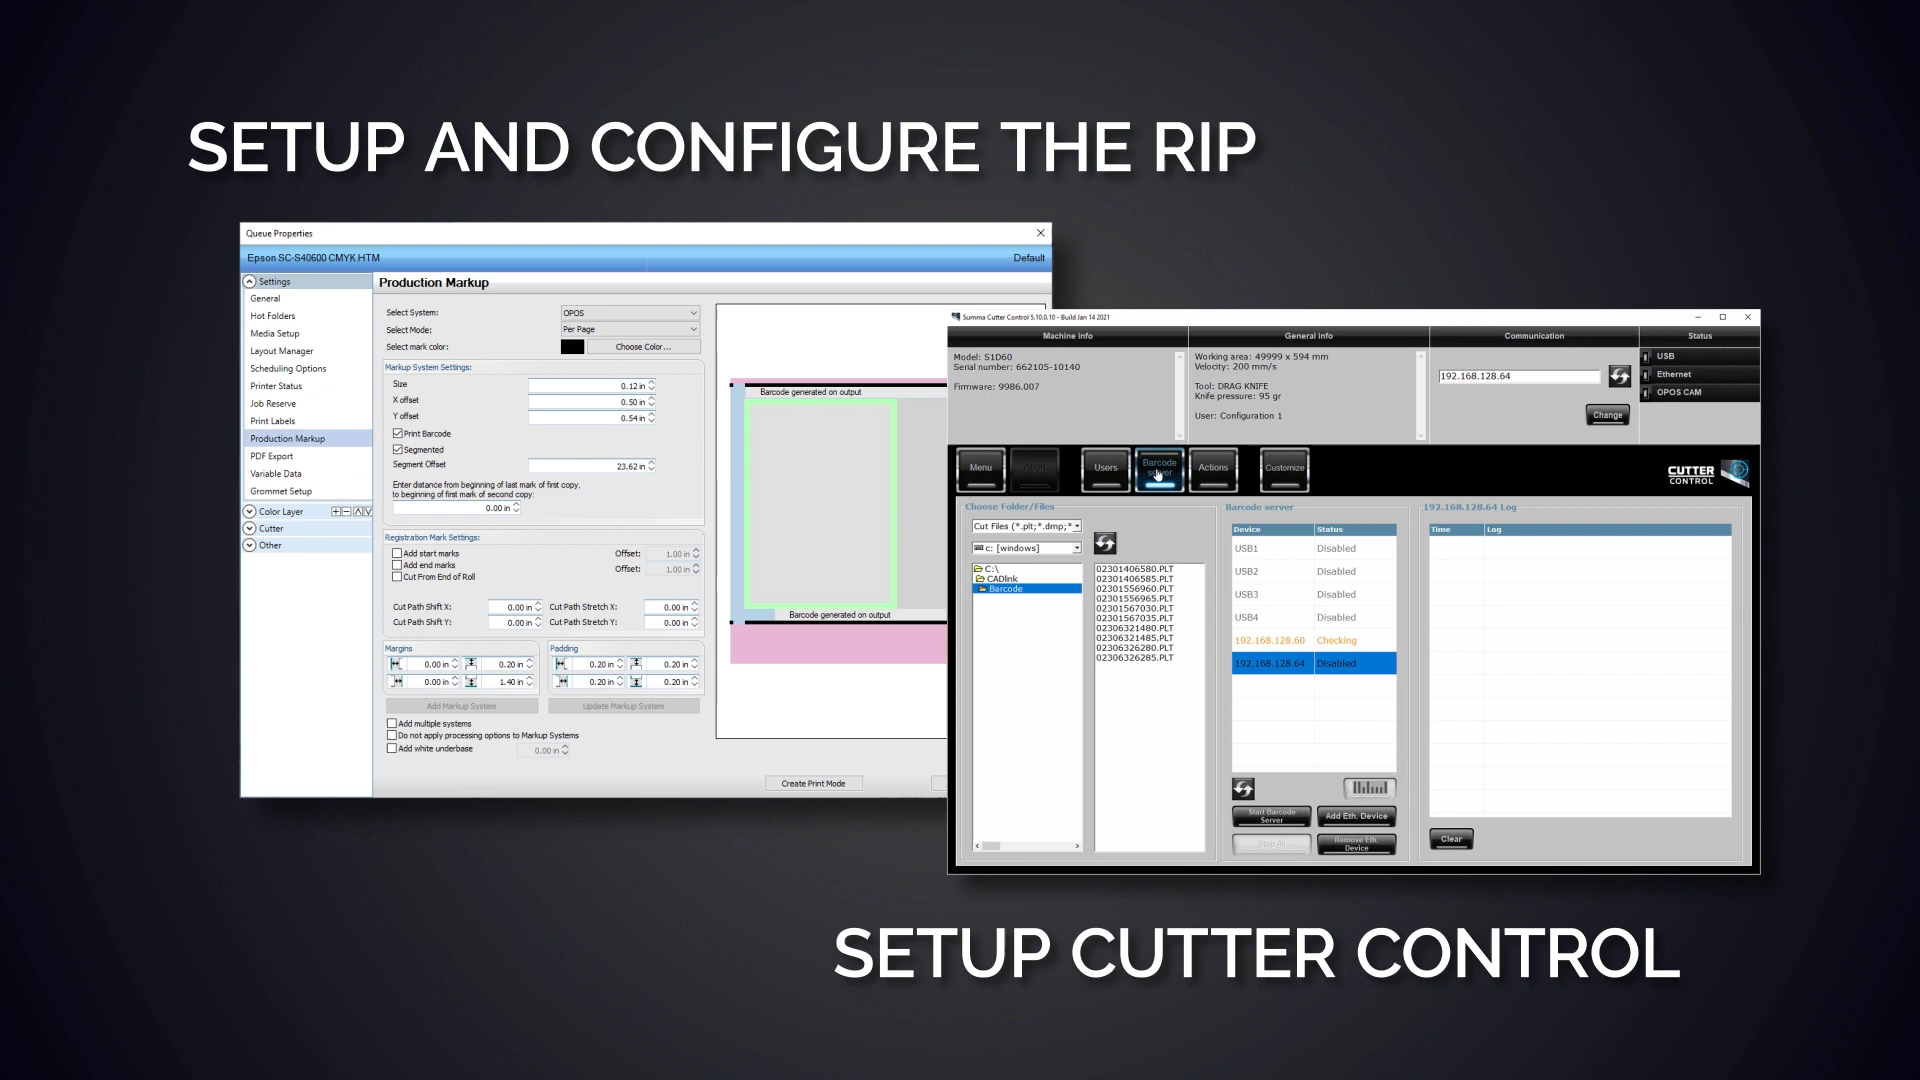 SETUP AND CONFIGURE THE RIP
Queue Properties
Epson SC-S40600 CMYK HTM
Default
Settings
General
Hot Folders
Media Setup
Layout Manager
Scheduling Options
Printer Status
Job Reserve
Print Labels
Production Markup
PDF Export
Variable Data
Grommet Setup
Color Layer
Cutter
Other
Production Markup
Select System: OPOS
Select Mode: Per Page
Select mark color: Choose Color...
Markup System Settings:
Size 0.12 in
X offset 0.50 in
Y offset 0.54 in
Print Barcode
Segmented
Segment Offset 23.62 in
Enter distance from beginning of last mark of first copy,
to beginning of first mark of second copy:
0.00 in
Registration Mark Settings:
Add start marks Offset: 1.00 in
Add end marks Offset: 1.00 in
Cut From End of Roll
Cut Path Shift X: 0.00 in Cut Path Stretch X: 0.00 in
Cut Path Shift Y: 0.00 in Cut Path Stretch Y: 0.00 in
Margins
0.00 in 0.20 in
0.00 in 1.40 in
Padding
0.20 in 0.20 in
0.20 in 0.20 in
Add Markup System Update Markup System
Add multiple systems
Do not apply processing options to Markup Systems
Add white underbase 0.00 in
Barcode generated on output
Barcode generated on output
Create Print Mode
Summa Cutter Control 5.10.0.10 - Build Jan 14 2021
Machine info
Model: S1D60
Serial number: 662105-10140
Firmware: 9986.007
General info
Working area: 49999 x 594 mm
Velocity: 200 mm/s
Tool: DRAG KNIFE
Knife pressure: 95 gr
User: Configuration 1
Communication
192.168.128.64
Change
Status
USB
Ethernet
OPOS CAM
Menu
Abort
Users
Barcode
server
Actions
Customize
CUTTER
CONTROL
Choose Folder/Files
Cut Files (*.plt;*.dmp;*.
c: [windows]
C:\
CADlink
Barcode
02301406580.PLT
02301406585.PLT
02301556960.PLT
02301556965.PLT
02301567030.PLT
02301567035.PLT
02306321480.PLT
02306321485.PLT
02306326280.PLT
02306326285.PLT
Barcode server
Device Status
USB1 Disabled
USB2 Disabled
USB3 Disabled
USB4 Disabled
192.168.128.60 Checking
192.168.128.64 Disabled
Start Barcode
Server
Add Eth. Device
Stop All
Remove Eth.
Device
192.168.128.64 Log
Time Log
Clear
SETUP CUTTER CONTROL